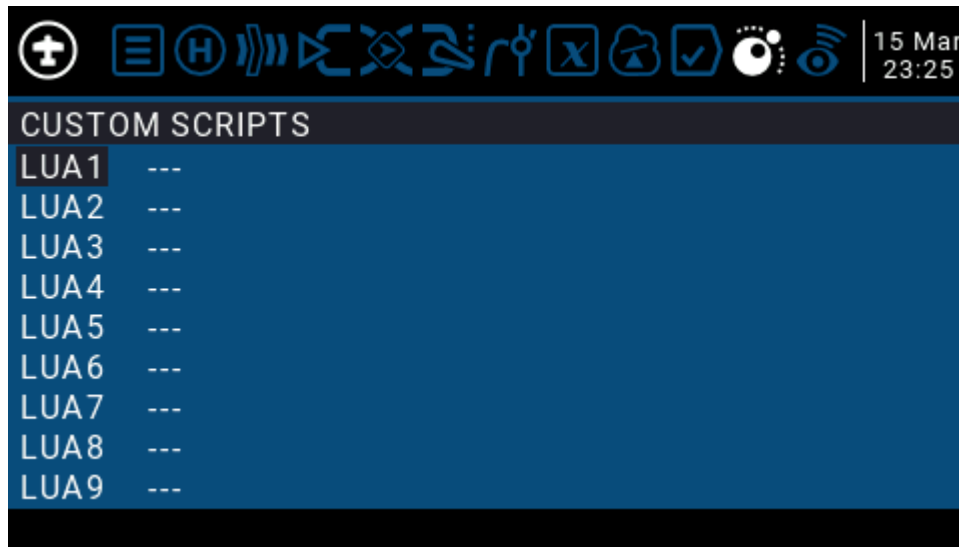 15 Mar
23:25
CUSTOM SCRIPTS
LUA1 ---
LUA2 ---
LUA3 ---
LUA4 ---
LUA5 ---
LUA6 ---
LUA7 ---
LUA8 ---
LUA9 ---